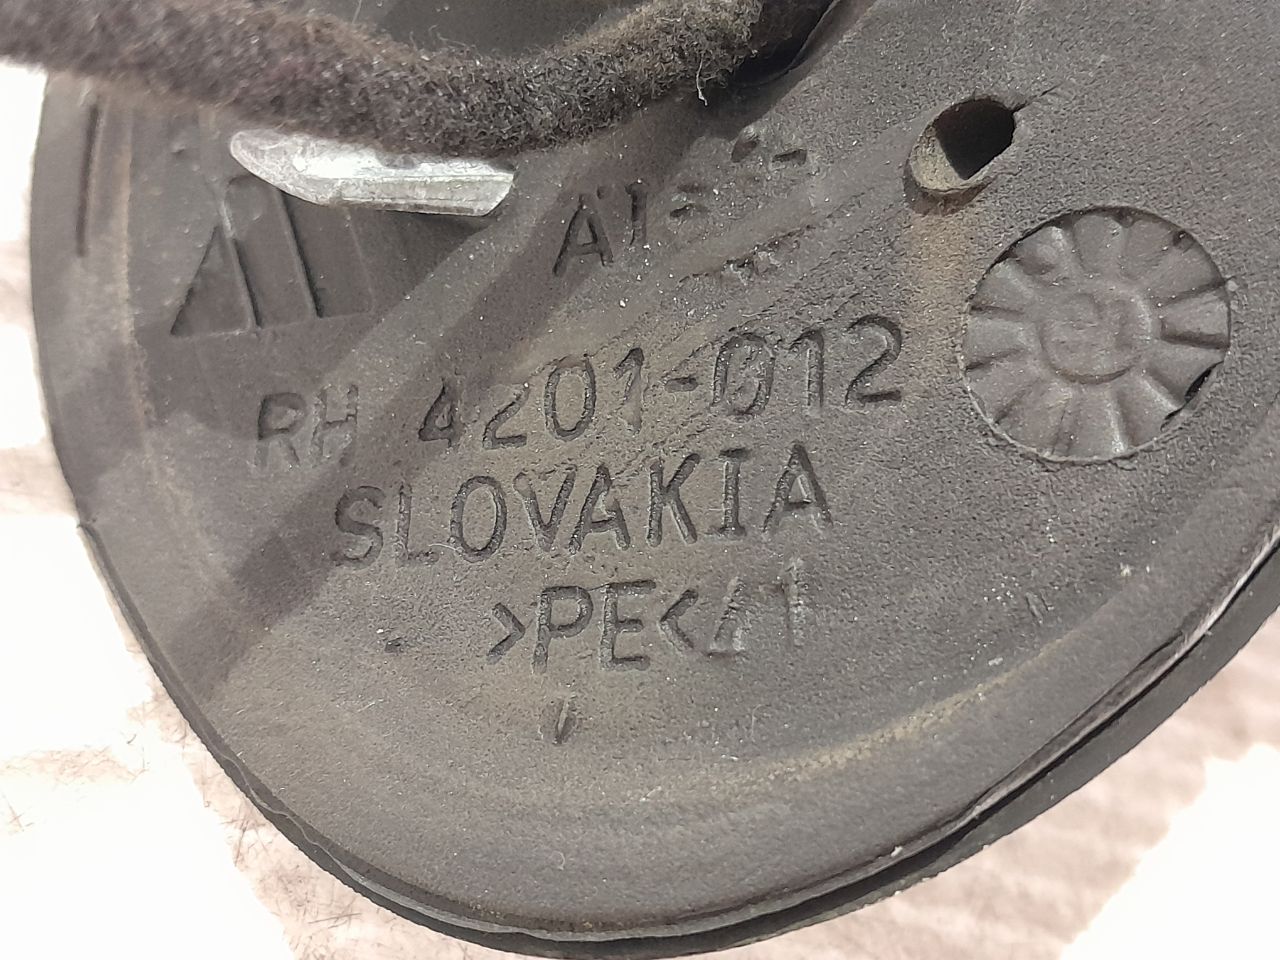 RH 4201-012
SLOVAKIA
>PE<